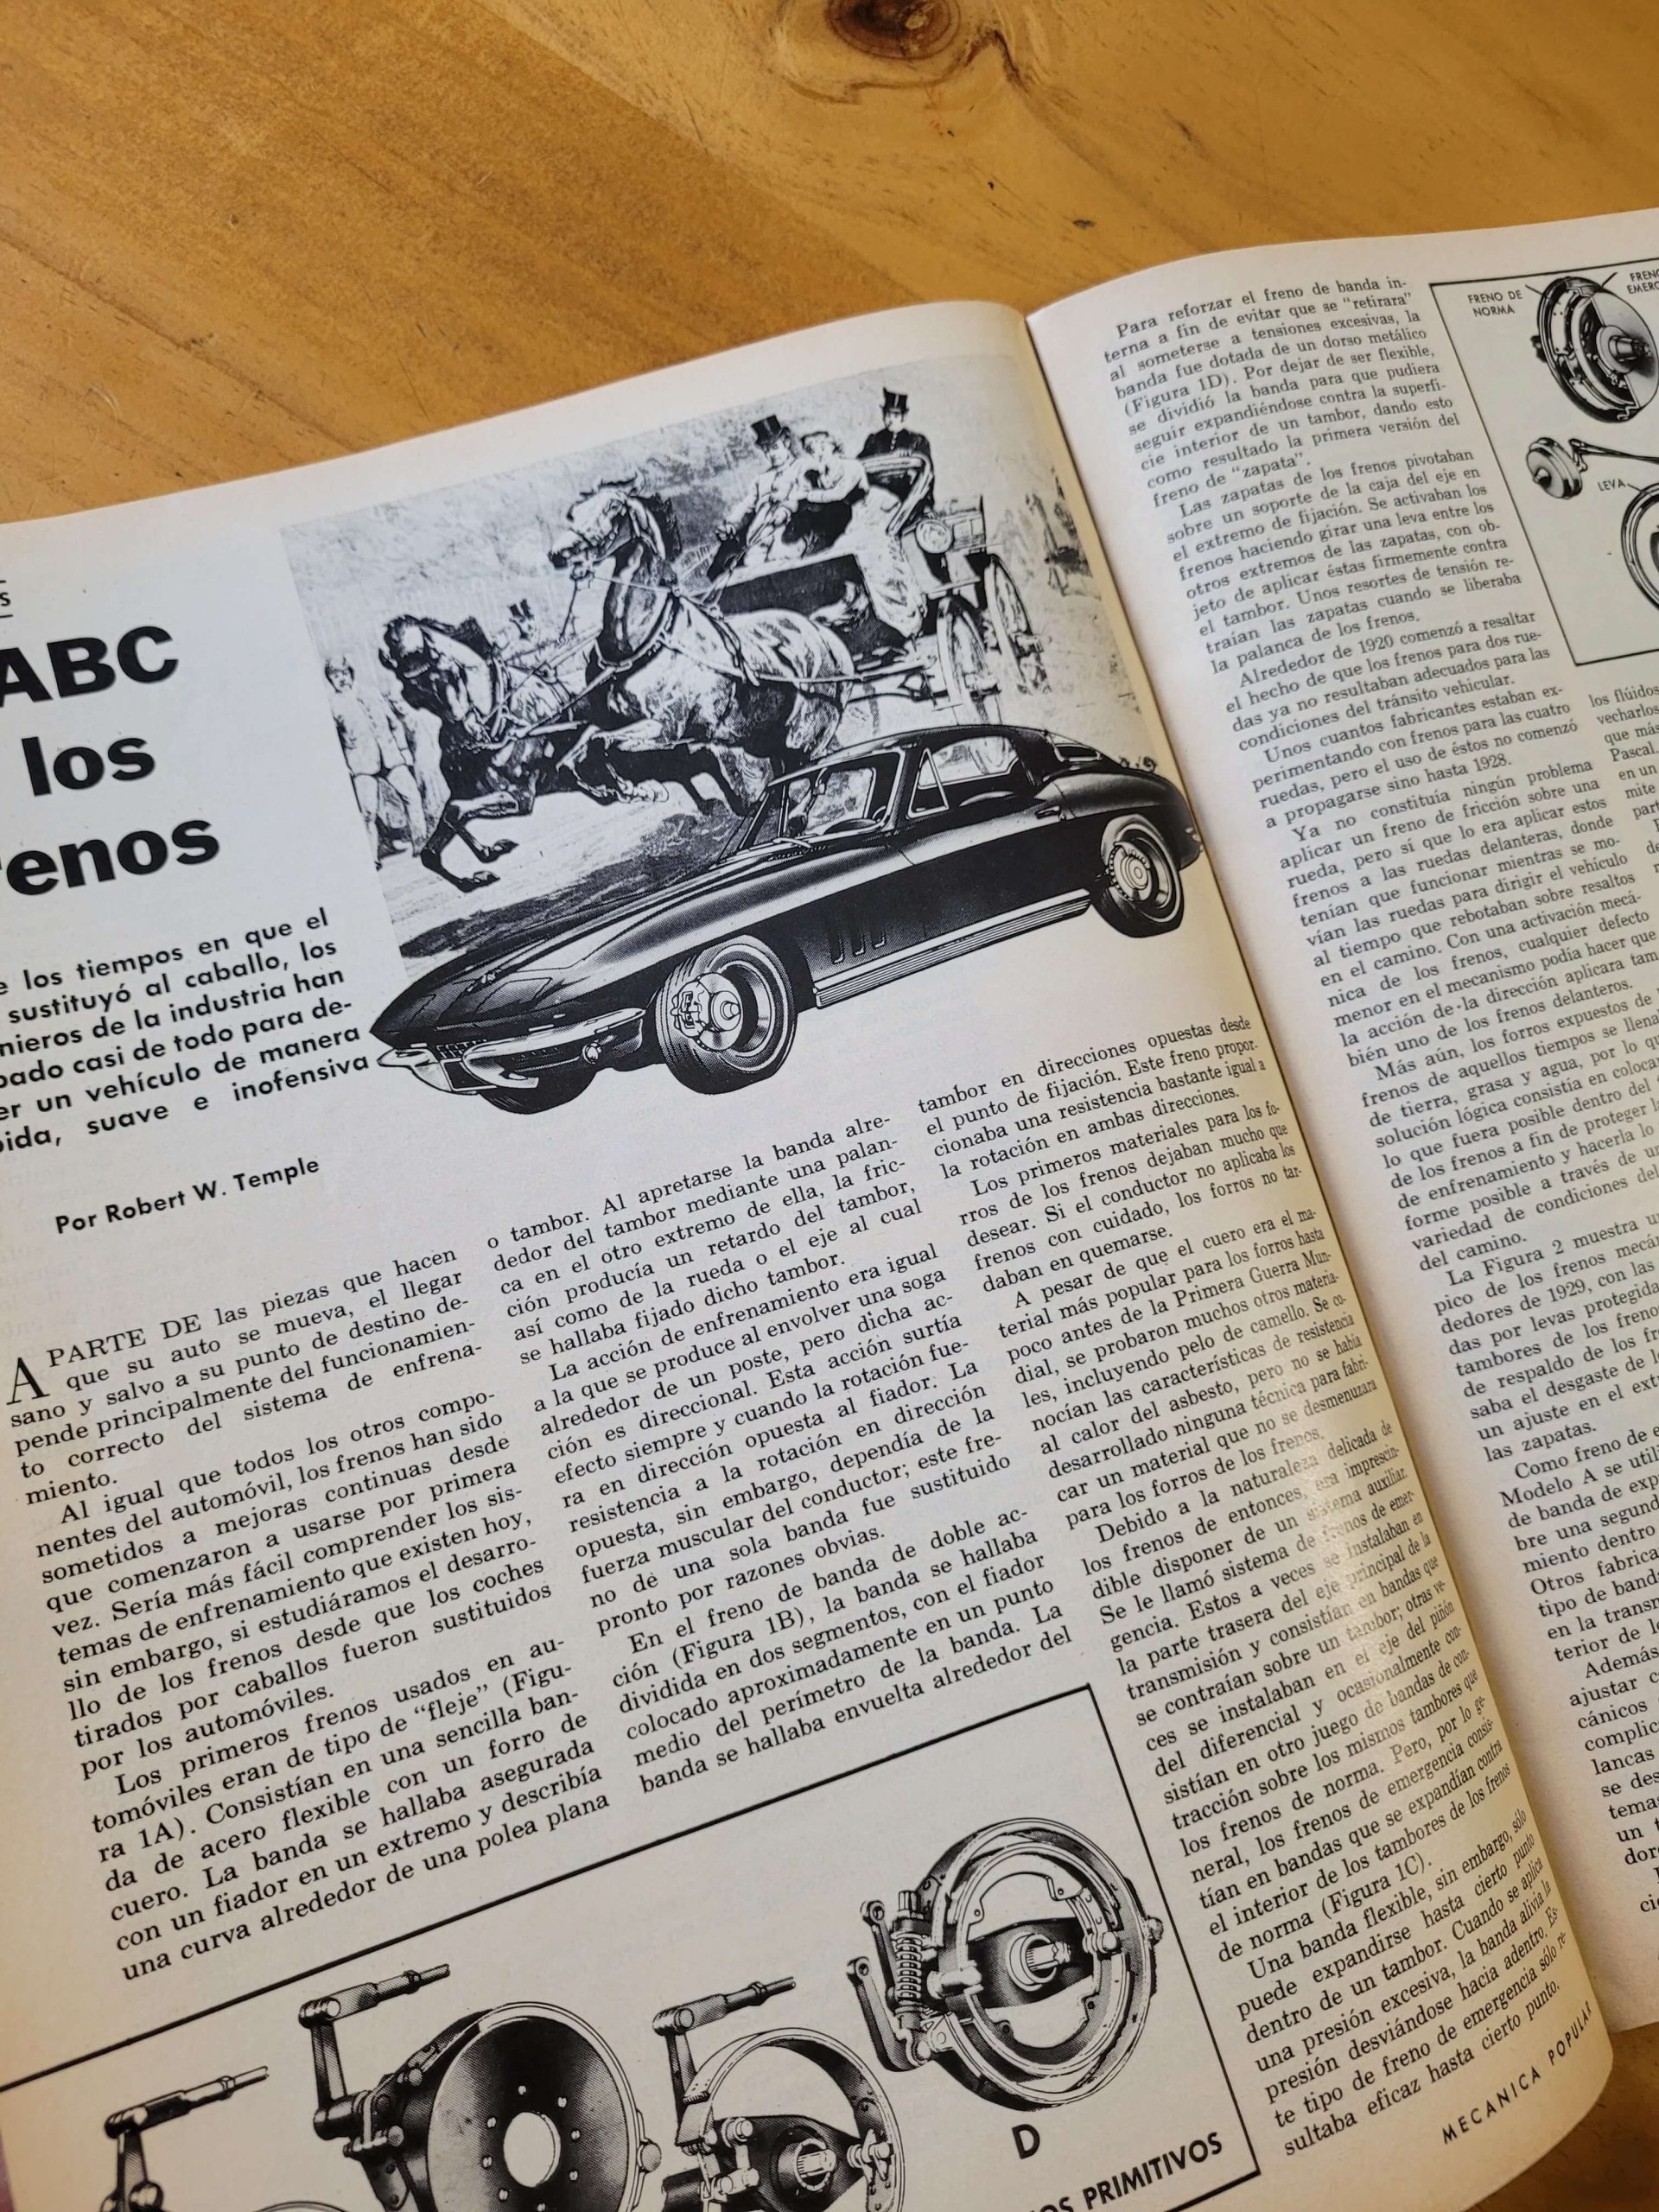 S
ABC
los
enos
los tiempos en que el
sustituyó al caballo, los
nieros de la industria han
bado casi de todo para de-
er un vehículo de manera
pida, suave e inofensiva
Por Robert W. Temple
APARTE DE las piezas que hacen
que su auto se mueva, el llegar
sano y salvo a su punto de destino de-
pende principalmente del funcionamien-
to correcto del sistema de enfrena-
miento.
Al igual que todos los otros compo-
nentes del automóvil, los frenos han sido
sometidos a mejoras continuas desde
que comenzaron a usarse por primera
vez. Sería más fácil comprender los sis-
temas de enfrenamiento que existen hoy,
sin embargo, si estudiáramos el desarro-
llo de los frenos desde que los coches
tirados por caballos fueron sustituidos
por los automóviles.
Los primeros frenos usados en au-
tomóviles eran de tipo de "fleje" (Figu-
ra 1A). Consistían en una sencilla ban-
da de acero flexible con un forro de
cuero. La banda se hallaba asegurada
con un fiador en un extremo y describía
una curva alrededor de una polea plana
o tambor. Al apretarse la banda alre-
dedor del tambor mediante una palan-
ca en el otro extremo de ella, la fric-
ción producía un retardo del tambor,
así como de la rueda o el eje al cual
se hallaba fijado dicho tambor.
La acción de enfrenamiento era igual
a la que se produce al envolver una soga
alrededor de un poste, pero dicha ac-
ción es direccional. Esta acción surtía
efecto siempre y cuando la rotación fue-
ra en dirección opuesta al fiador. La
resistencia a la rotación en dirección
opuesta, sin embargo, dependía de la
fuerza muscular del conductor; este fre-
no de una sola banda fue sustituido
pronto por razones obvias.
En el freno de banda de doble ac-
ción (Figura 1B), la banda se hallaba
dividida en dos segmentos, con el fiador
colocado aproximadamente en un punto
medio del perímetro de la banda. La
banda se hallaba envuelta alrededor del
tambor en direcciones opuestas desde
el punto de fijación. Este freno propor-
cionaba una resistencia bastante igual a
la rotación en ambas direcciones.
Los primeros materiales para los fo-
rros de los frenos dejaban mucho que
desear. Si el conductor no aplicaba los
frenos con cuidado, los forros no tar-
daban en quemarse.
A pesar de que el cuero era el ma-
terial más popular para los forros hasta
poco antes de la Primera Guerra Mun-
dial, se probaron muchos otros materia-
les, incluyendo pelo de camello. Se co-
nocían las características de resistencia
al calor del asbesto, pero no se había
desarrollado ninguna técnica para fabri-
car un material que no se desmenuzara
para los forros de los frenos.
Debido a la naturaleza delicada de
los frenos de entonces, era imprescin-
dible disponer de un sistema auxiliar.
Se le llamó sistema de frenos de emer-
gencia. Estos a veces se instalaban en
la parte trasera del eje principal de la
transmisión y consistían en bandas que
se contraían sobre un tambor; otras ve-
ces se instalaban en el eje del piñón
del diferencial y ocasionalmente con-
sistían en otro juego de bandas de con-
tracción sobre los mismos tambores que
los frenos de norma. Pero, por lo ge-
neral, los frenos de emergencia consis-
tían en bandas que se expandían contra
el interior de los tambores de los frenos
de norma (Figura 1C).
Una banda flexible, sin embargo, sólo
puede expandirse hasta cierto punto
dentro de un tambor. Cuando se aplica
una presión excesiva, la banda alivia la
presión desviándose hacia adentro. Es-
te tipo de freno de emergencia sólo re-
sultaba eficaz hasta cierto punto.
D
OS PRIMITIVOS
MECANICA POPULAR
Para reforzar el freno de banda in-
terna a fin de evitar que se "retirara"
al someterse a tensiones excesivas, la
banda fue dotada de un dorso metálico
(Figura 1D). Por dejar de ser flexible,
se dividió la banda para que pudiera
seguir expandiéndose contra la superfi-
cie interior de un tambor, dando esto
como resultado la primera versión del
freno de "zapata".
Las zapatas de los frenos pivotaban
sobre un soporte de la caja del eje en
el extremo de fijación. Se activaban los
frenos haciendo girar una leva entre los
otros extremos de las zapatas, con ob-
jeto de aplicar éstas firmemente contra
el tambor. Unos resortes de tensión re-
traían las zapatas cuando se liberaba
la palanca de los frenos.
Alrededor de 1920 comenzó a resaltar
el hecho de que los frenos para dos rue-
das ya no resultaban adecuados para las
condiciones del tránsito vehicular.
Unos cuantos fabricantes estaban ex-
perimentando con frenos para las cuatro
ruedas, pero el uso de éstos no comenzó
a propagarse sino hasta 1928.
Ya no constituía ningún problema
aplicar un freno de fricción sobre una
rueda, pero sí que lo era aplicar estos
frenos a las ruedas delanteras, donde
tenían que funcionar mientras se mo-
vían las ruedas para dirigir el vehículo
al tiempo que rebotaban sobre resaltos
en el camino. Con una activación mecá-
nica de los frenos, cualquier defecto
menor en el mecanismo podía hacer que
la acción de la dirección aplicara tam-
bién uno de los frenos delanteros.
Más aún, los forros expuestos de
frenos de aquellos tiempos se llena
de tierra, grasa y agua, por lo qu
solución lógica consistía en colocar
lo que fuera posible dentro del
de los frenos a fin de proteger la
de enfrenamiento y hacerla lo
forme posible a través de un
variedad de condiciones del
del camino.
La Figura 2 muestra u
pico de los frenos mecá
dedores de 1929, con las
das por levas protegida
tambores de los freno
de respaldo de los fr
saba el desgaste de l
un ajuste en el ext
las zapatas.
Como freno de e
Modelo A se utili
de banda de exp
bre una segund
miento dentro
Otros fabrica
tipo de banda
en la transm
terior de lo
Además
ajustar c
cánicos
complic
lancas
se des
temas
un t
dor
ci
FRENO DE
NORMA
FRENO
EMERG
LEVA
los flúidos
vecharlos
que más
Pascal.
en un
mite
part